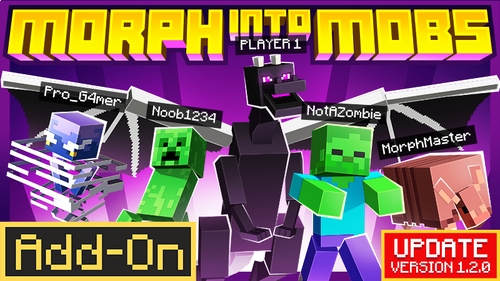 MORPH INTO MOBS
PLAYER 1
Pro_G4mer
Noob1234
NotAZombie
MorphMaster
Add-On
UPDATE
VERSION 1.2.0